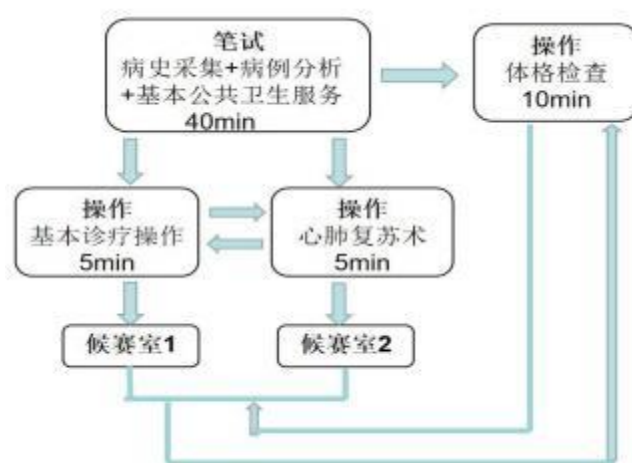 笔试
病史采集+病例分析
+基本公共卫生服务
40min
操作
体格检查
10min
操作
基本诊疗操作
5min
操作
心肺复苏术
5min
候赛室1
候赛室2